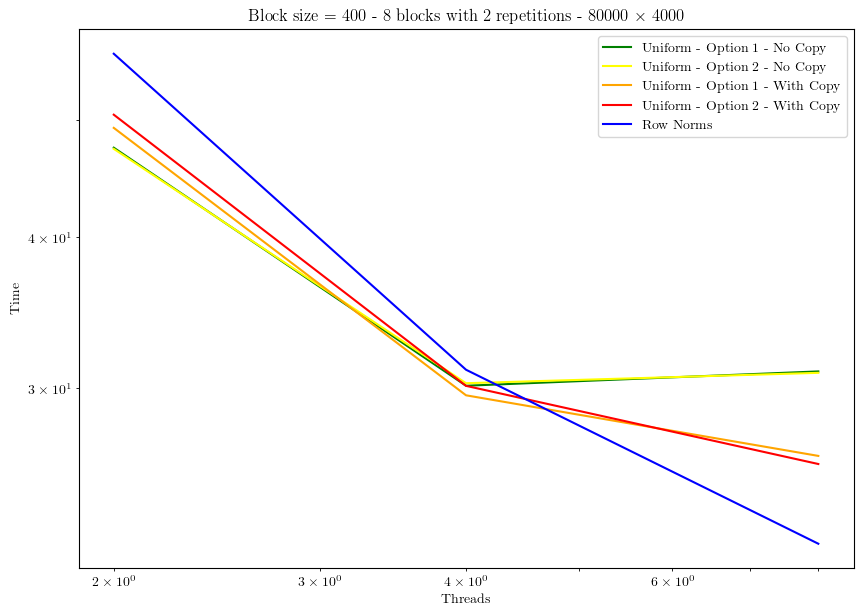 Block size = 400 - 8 blocks with 2 repetitions - 80000 × 4000
Uniform - Option 1 - No Copy
Uniform - Option 2 - No Copy
Uniform - Option 1 - With Copy
Uniform - Option 2 - With Copy
Row Norms
Time
4 × 10¹
3 × 10¹
2 × 10⁰
3 × 10⁰
4 × 10⁰
6 × 10⁰
Threads